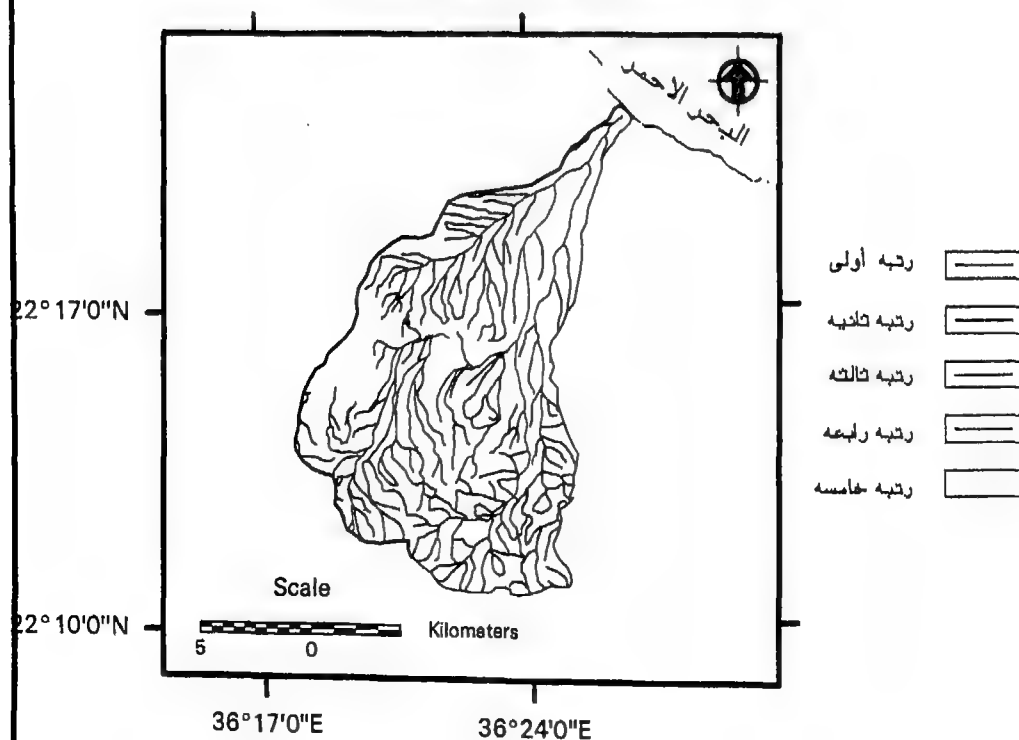 البحر الاحمر
22°17'0"N
22°10'0"N
رتبه أولى
رتبه ثانيه
رتبه ثالثه
رتبه رابعه
رتبه خامسه
Scale
Kilometers
5 0
36°17'0"E 36°24'0"E